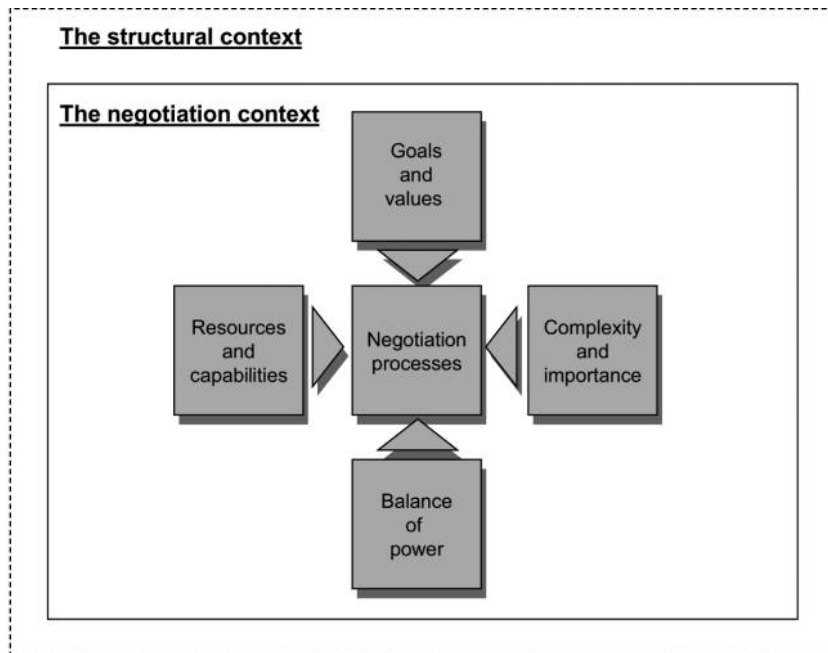 The structural context
The negotiation context
Goals
and
values
Resources
and
capabilities
Negotiation
processes
Complexity
and
importance
Balance
of
power